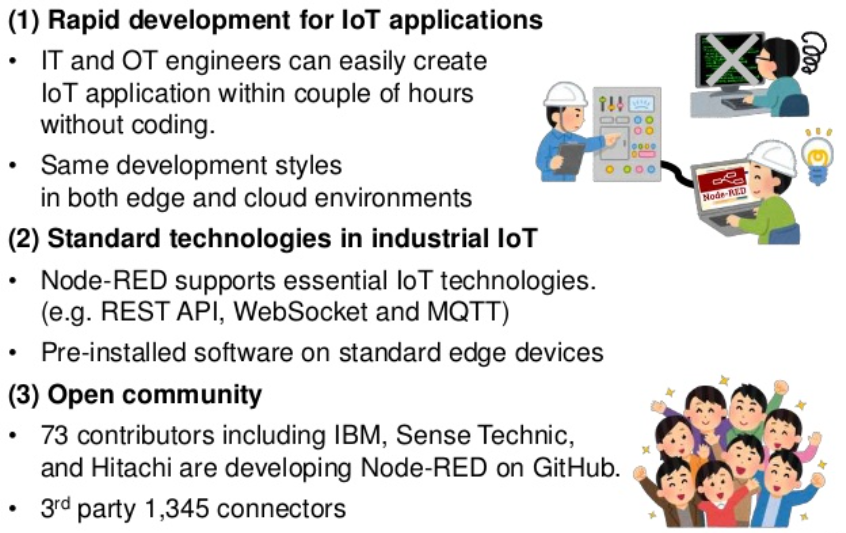 (1) Rapid development for IoT applications
• IT and OT engineers can easily create
IoT application within couple of hours
without coding.
• Same development styles
in both edge and cloud environments
Node-RED
(2) Standard technologies in industrial IoT
• Node-RED supports essential IoT technologies.
(e.g. REST API, WebSocket and MQTT)
• Pre-installed software on standard edge devices
(3) Open community
• 73 contributors including IBM, Sense Technic,
and Hitachi are developing Node-RED on GitHub.
• 3rd party 1,345 connectors